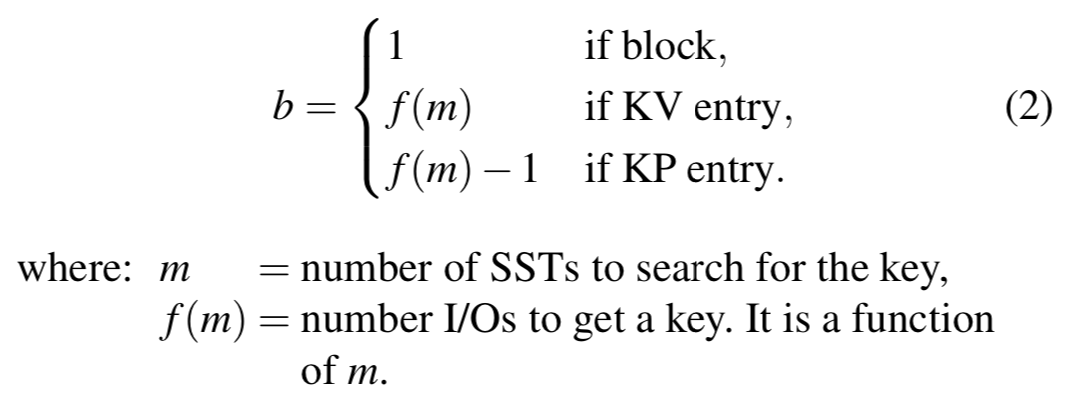 b = { 1 if block,
f(m) if KV entry,
f(m) − 1 if KP entry. (2)
where: m = number of SSTs to search for the key,
f(m) = number I/Os to get a key. It is a function
of m.